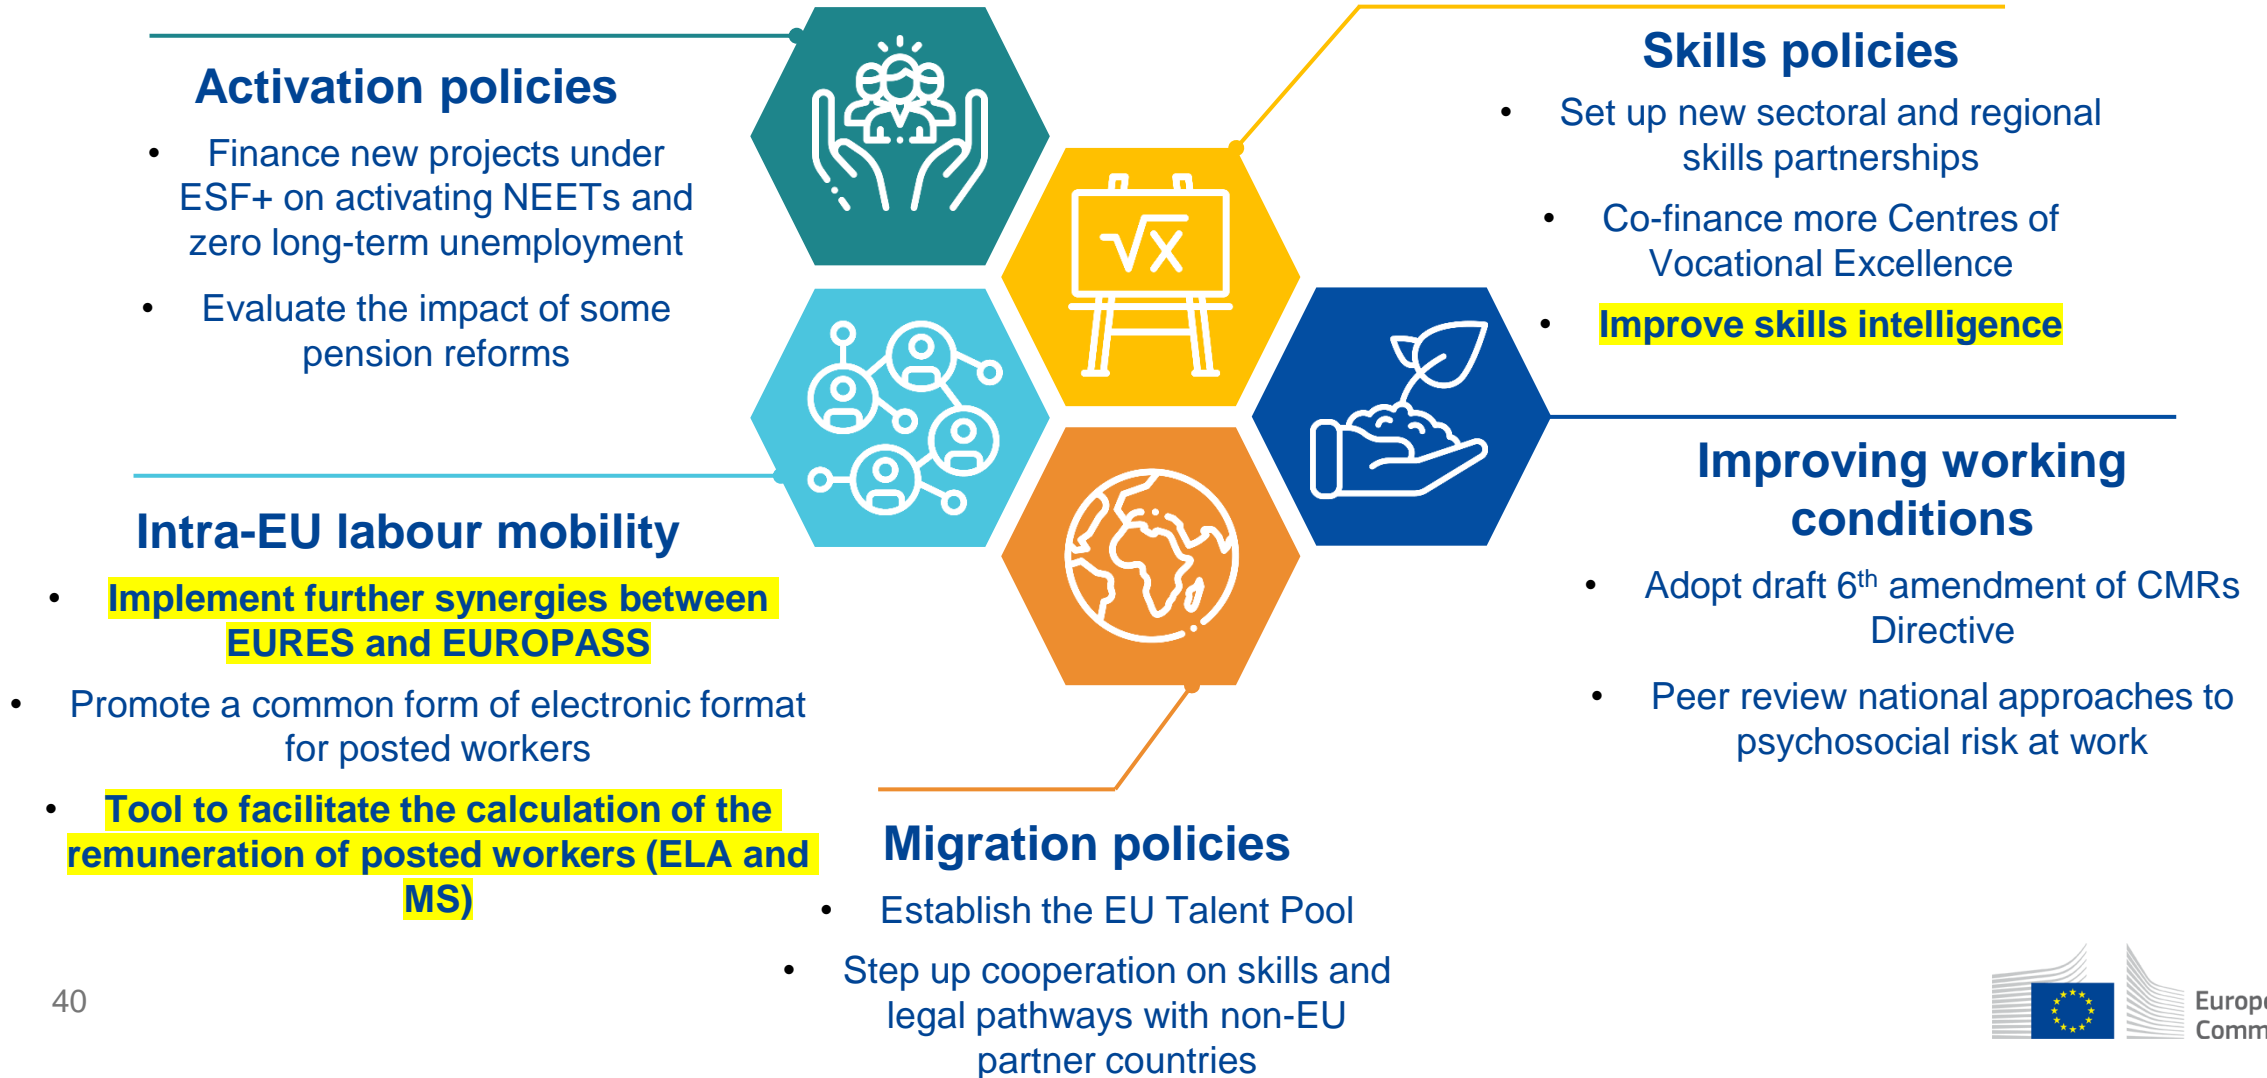 Activation policies
• Finance new projects under
ESF+ on activating NEETs and
zero long-term unemployment
• Evaluate the impact of some
pension reforms
Skills policies
• Set up new sectoral and regional
skills partnerships
• Co-finance more Centres of
Vocational Excellence
• Improve skills intelligence
√x
Intra-EU labour mobility
• Implement further synergies between
EURES and EUROPASS
• Promote a common form of electronic format
for posted workers
• Tool to facilitate the calculation of the
remuneration of posted workers (ELA and
MS)
Improving working
conditions
• Adopt draft 6th amendment of CMRs
Directive
• Peer review national approaches to
psychosocial risk at work
Migration policies
• Establish the EU Talent Pool
• Step up cooperation on skills and
legal pathways with non-EU
partner countries
40